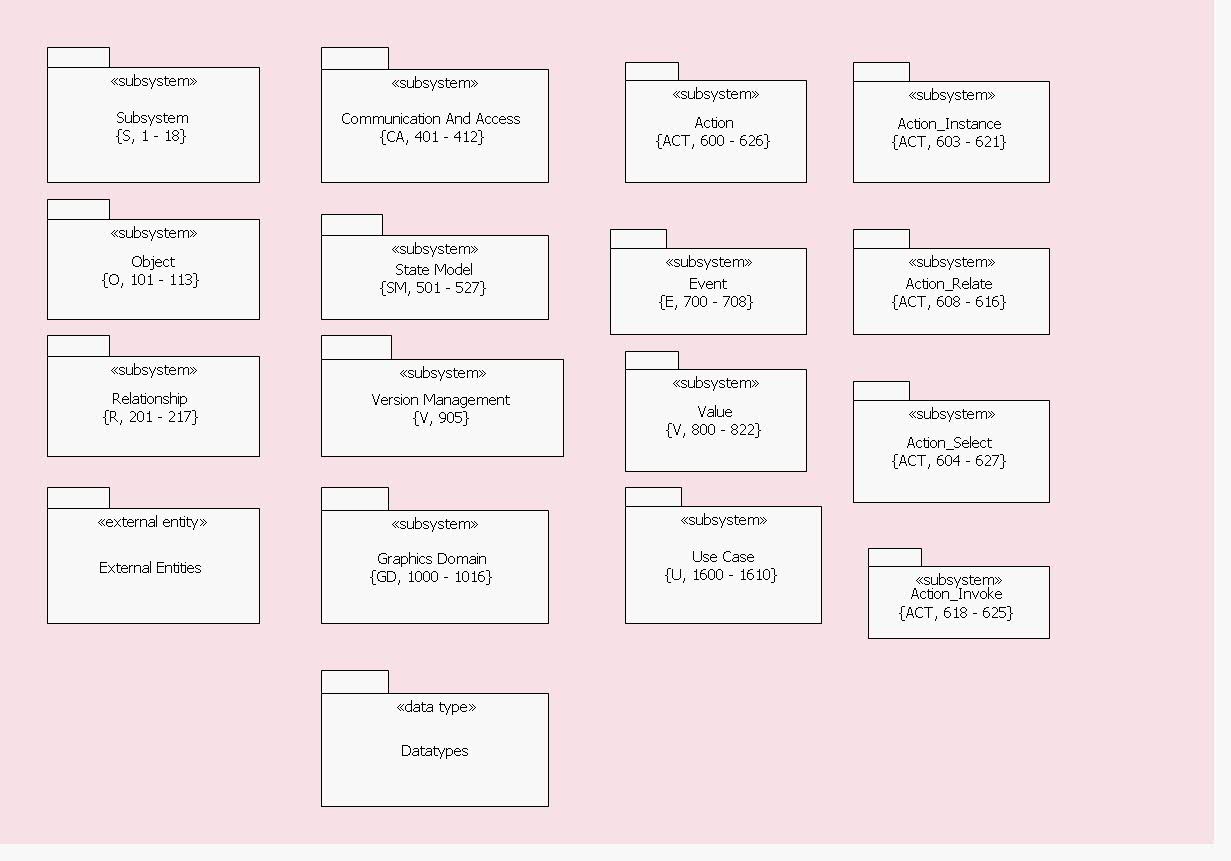 «subsystem»
Subsystem
{S, 1 - 18}
«subsystem»
Object
{O, 101 - 113}
«subsystem»
Relationship
{R, 201 - 217}
«external entity»
External Entities
«subsystem»
Communication And Access
{CA, 401 - 412}
«subsystem»
State Model
{SM, 501 - 527}
«subsystem»
Version Management
{V, 905}
«subsystem»
Graphics Domain
{GD, 1000 - 1016}
«data type»
Datatypes
«subsystem»
Action
{ACT, 600 - 626}
«subsystem»
Event
{E, 700 - 708}
«subsystem»
Value
{V, 800 - 822}
«subsystem»
Use Case
{U, 1600 - 1610}
«subsystem»
Action_Instance
{ACT, 603 - 621}
«subsystem»
Action_Relate
{ACT, 608 - 616}
«subsystem»
Action_Select
{ACT, 604 - 627}
«subsystem»
Action_Invoke
{ACT, 618 - 625}